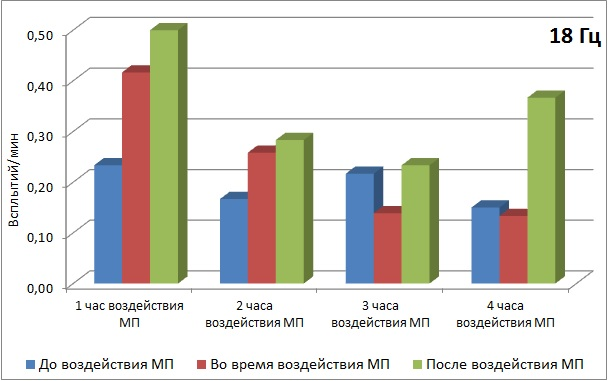 18 Гц
Всплытий/мин
0,50
0,40
0,30
0,20
0,10
0,00
1 час воздействия
МП
2 часа
воздействия МП
3 часа
воздействия МП
4 часа
воздействия МП
До воздействия МП
Во время воздействия МП
После воздействия МП